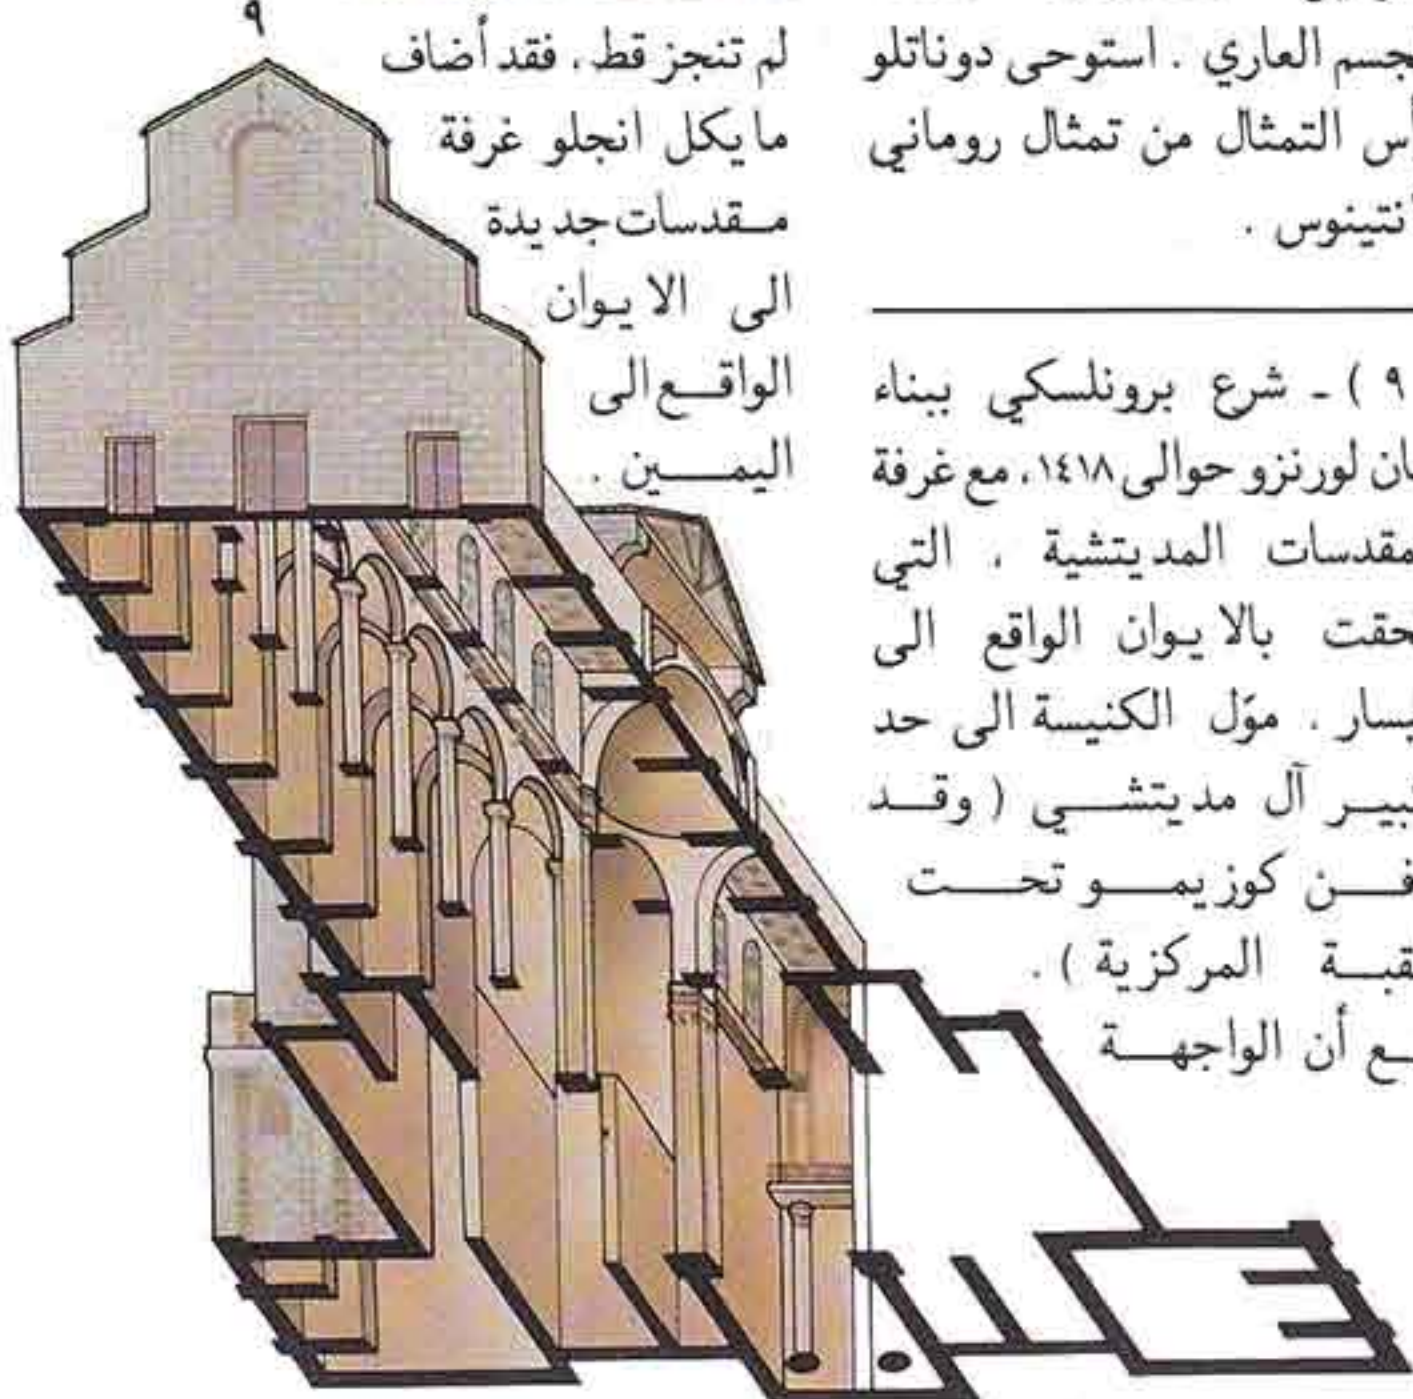 جسم العاري . استوحى دوناتلو
أس التمثال من تمثال روماني
نتينوس .
٩ ) ـ شرع برونلسكي ببناء
ان لورنزو حوالى ١٤١٨، مع غرفة
مقدسات المديتشية ، التي
حقت بالايوان الواقع الى
يسار . موّل الكنيسة الى حد
بير آل مديتشي ( وقد
فن كوزيمو تحت
قبة المركزية ) .
ع أن الواجهة
لم تنجز قط، فقد أضاف
مايكل انجلو غرفة
مقدسات جديدة
الى الايوان
الواقع الى
اليمين .
٩